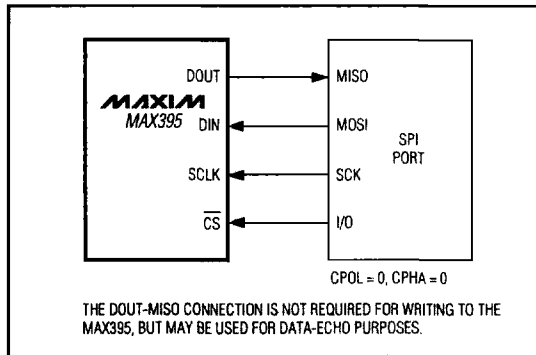 DOUT MISO
MAXIM
MAX395
DIN MOSI
SPI
PORT
SCLK SCK
CS I/O
CPOL = 0, CPHA = 0
THE DOUT-MISO CONNECTION IS NOT REQUIRED FOR WRITING TO THE
MAX395, BUT MAY BE USED FOR DATA-ECHO PURPOSES.